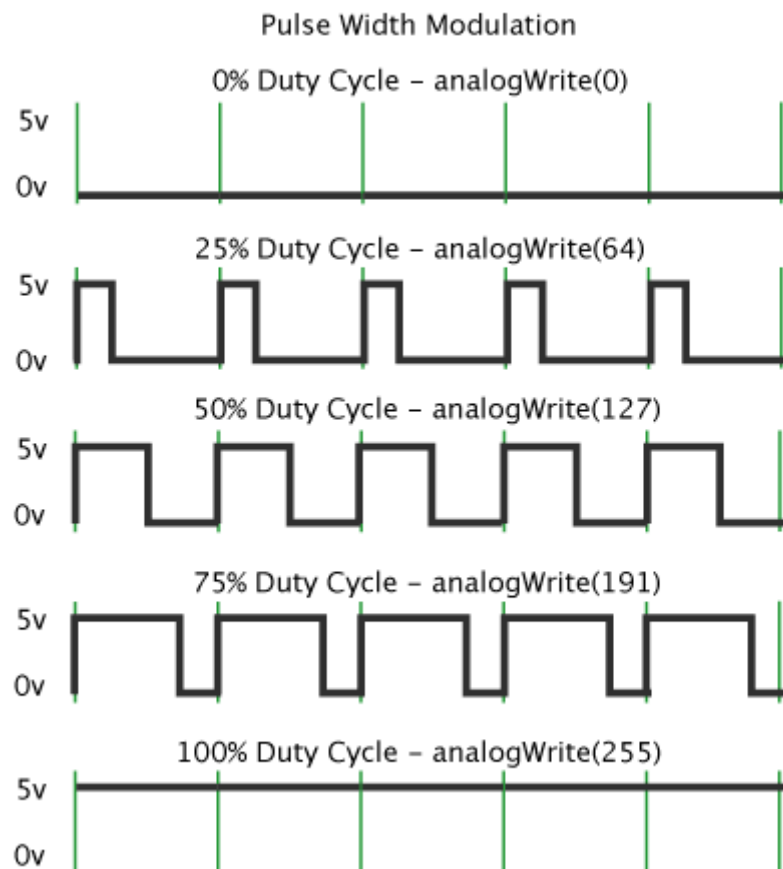 Pulse Width Modulation
0% Duty Cycle – analogWrite(0)
5v
0v
25% Duty Cycle – analogWrite(64)
5v
0v
50% Duty Cycle – analogWrite(127)
5v
0v
75% Duty Cycle – analogWrite(191)
5v
0v
100% Duty Cycle – analogWrite(255)
5v
0v